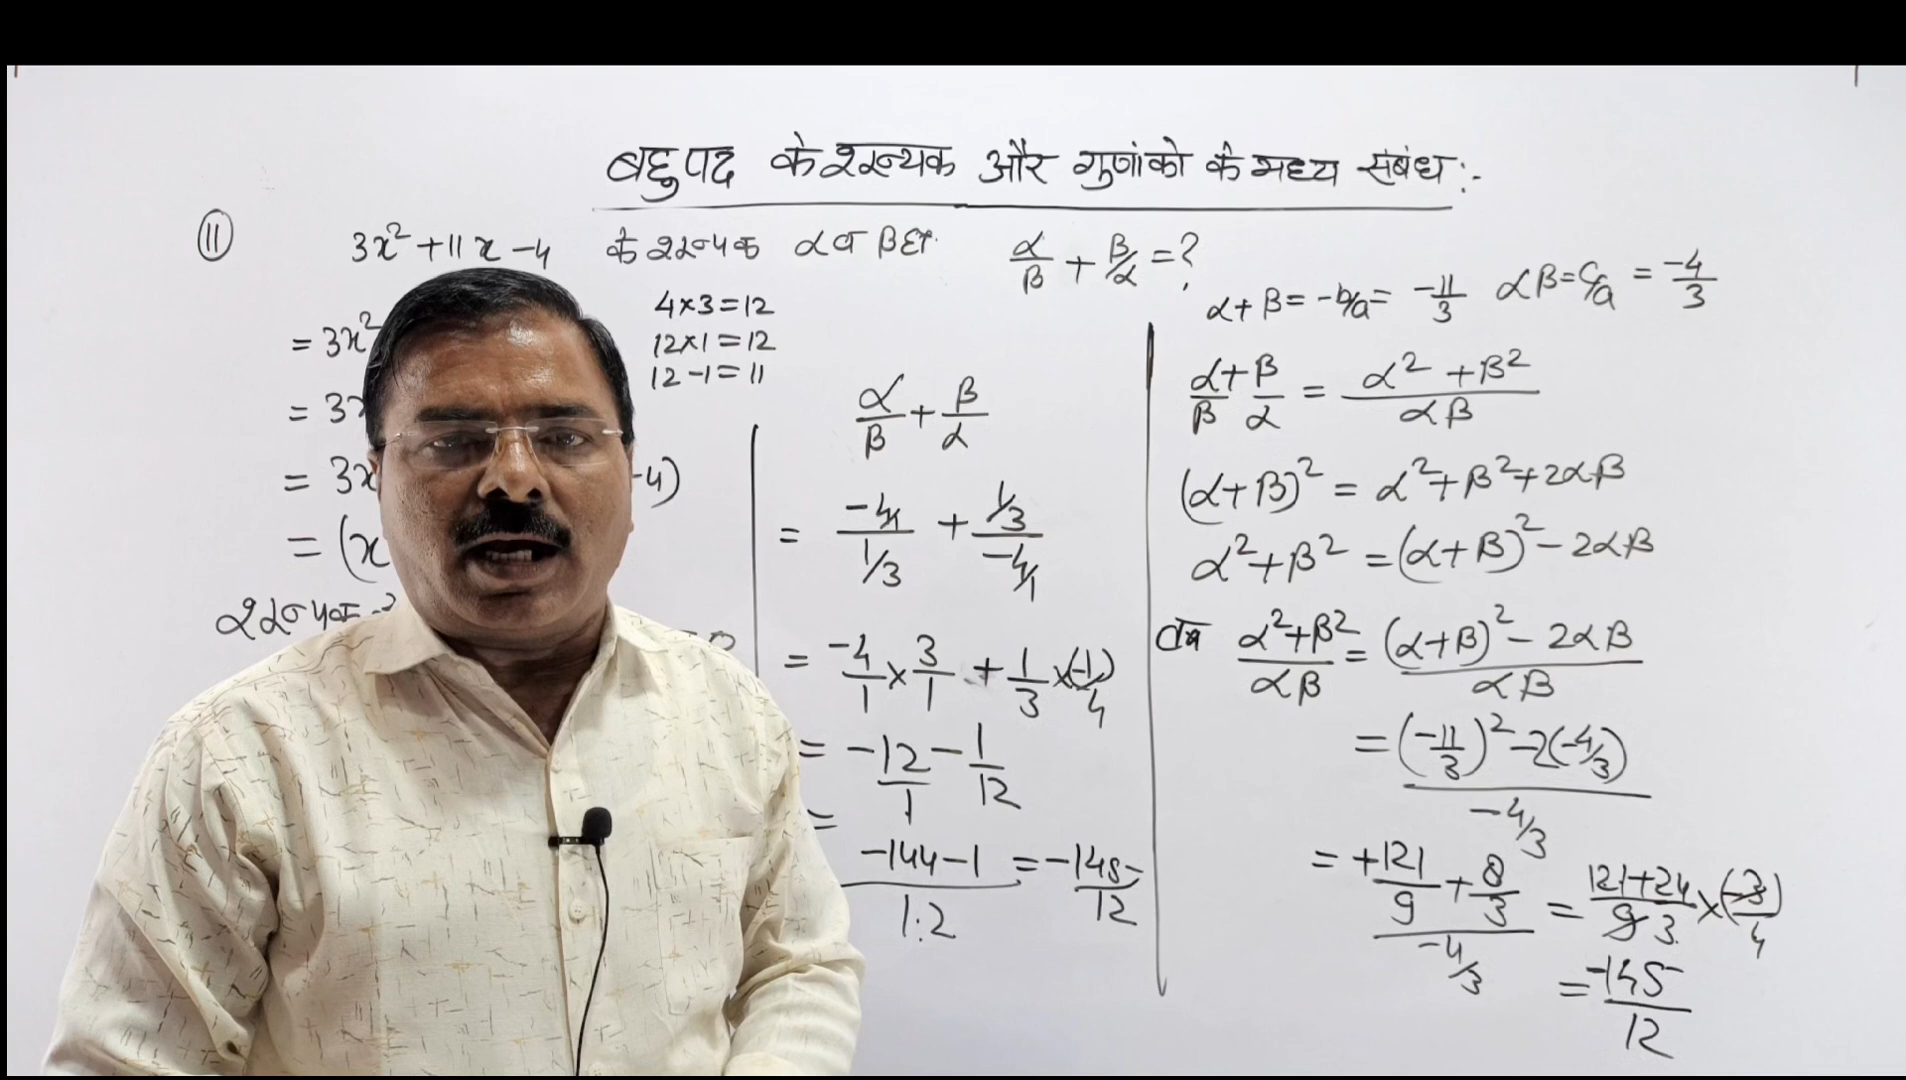 बहुपद के शून्यक और गुणांको के मध्य संबंध :-
(11) 3x² + 11x - 4 के शून्यक α व β हो α/β + β/α = ?
4×3=12
12×1=12
12-1=11
= 3x²
= 3x
= 3x -4)
= (x
शून्यक
α/β + β/α
= (-4/1)/(1/3) + (1/3)/(-4/1)
= -4/1 × 3/1 + 1/3 × (-1/4)
= -12/1 - 1/12
=
(-144-1)/12 = -145/12
α+β = -b/a = -11/3 αβ = c/a = -4/3
α/β + β/α = (α²+β²)/αβ
(α+β)² = α²+β²+2αβ
α²+β² = (α+β)² - 2αβ
तब (α²+β²)/αβ = ((α+β)² - 2αβ)/αβ
= ((-11/3)² - 2(-4/3))/(-4/3)
= (+121/9 + 8/3)/(-4/3) = (121+24)/9 3 × (-3/4)
= -145/12